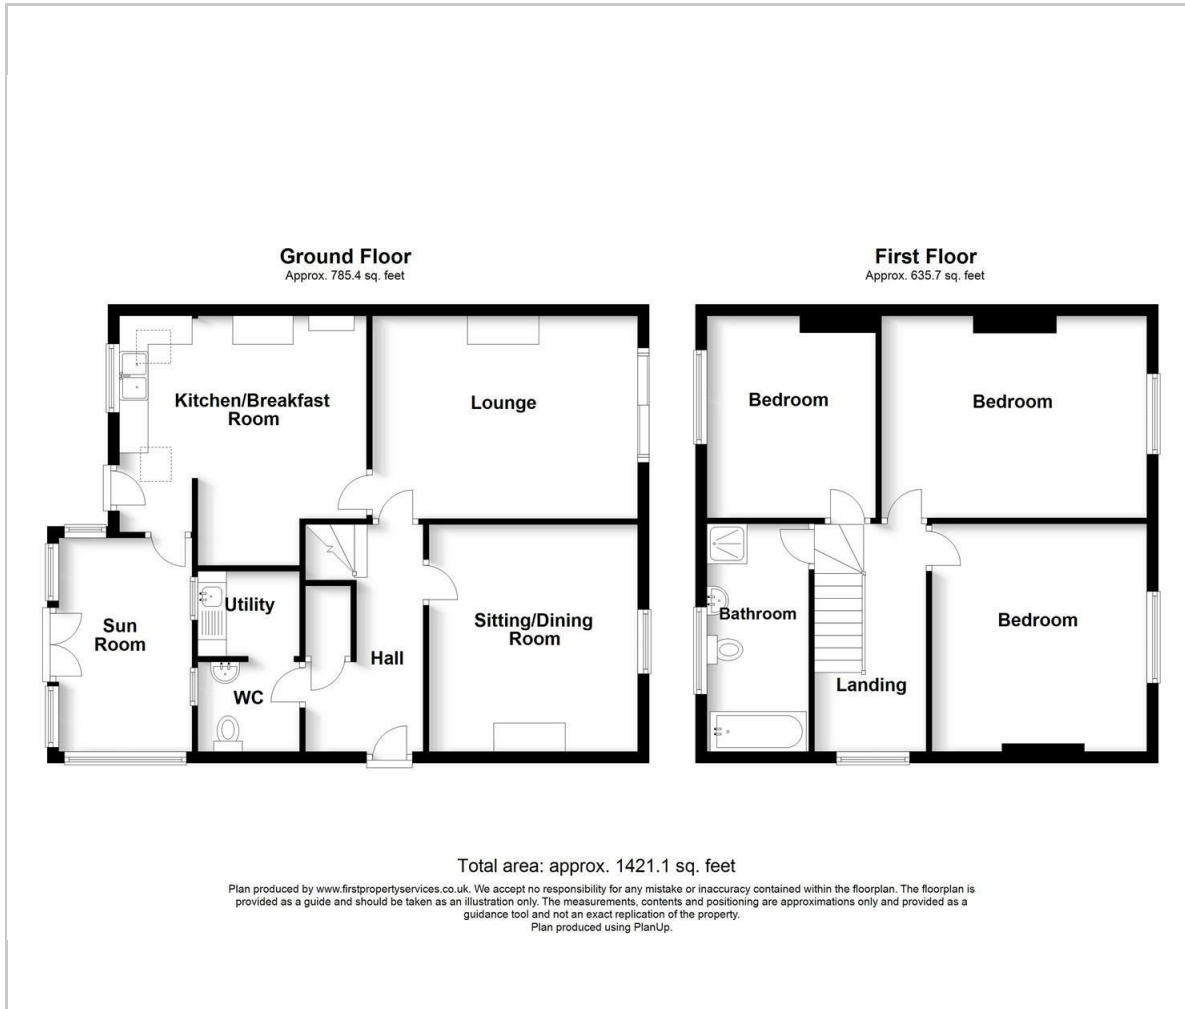 Ground Floor
Approx. 785.4 sq. feet
Kitchen/Breakfast
Room
Lounge
Sun
Room
Utility
WC
Hall
Sitting/Dining
Room
First Floor
Approx. 635.7 sq. feet
Bedroom
Bedroom
Bathroom
Landing
Bedroom
Total area: approx. 1421.1 sq. feet
Plan produced by www.firstpropertyservices.co.uk. We accept no responsibility for any mistake or inaccuracy contained within the floorplan. The floorplan is
provided as a guide and should be taken as an illustration only. The measurements, contents and positioning are approximations only and provided as a
guidance tool and not an exact replication of the property.
Plan produced using PlanUp.